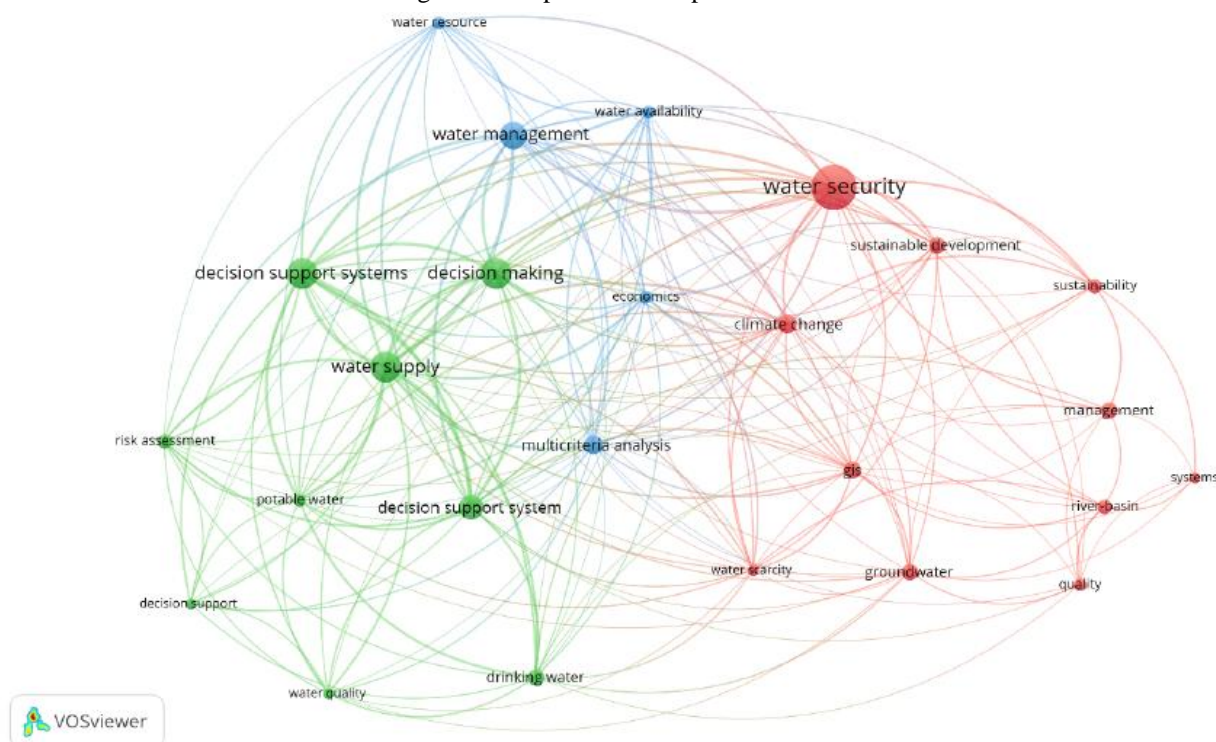 water resource
water availability
water management
water security
sustainable development
decision support systems
decision making
sustainability
economics
climate change
water supply
management
risk assessment
multicriteria analysis
gis
systems
potable water
decision support system
river-basin
water scarcity
groundwater
quality
decision support
drinking water
water quality
VOSviewer